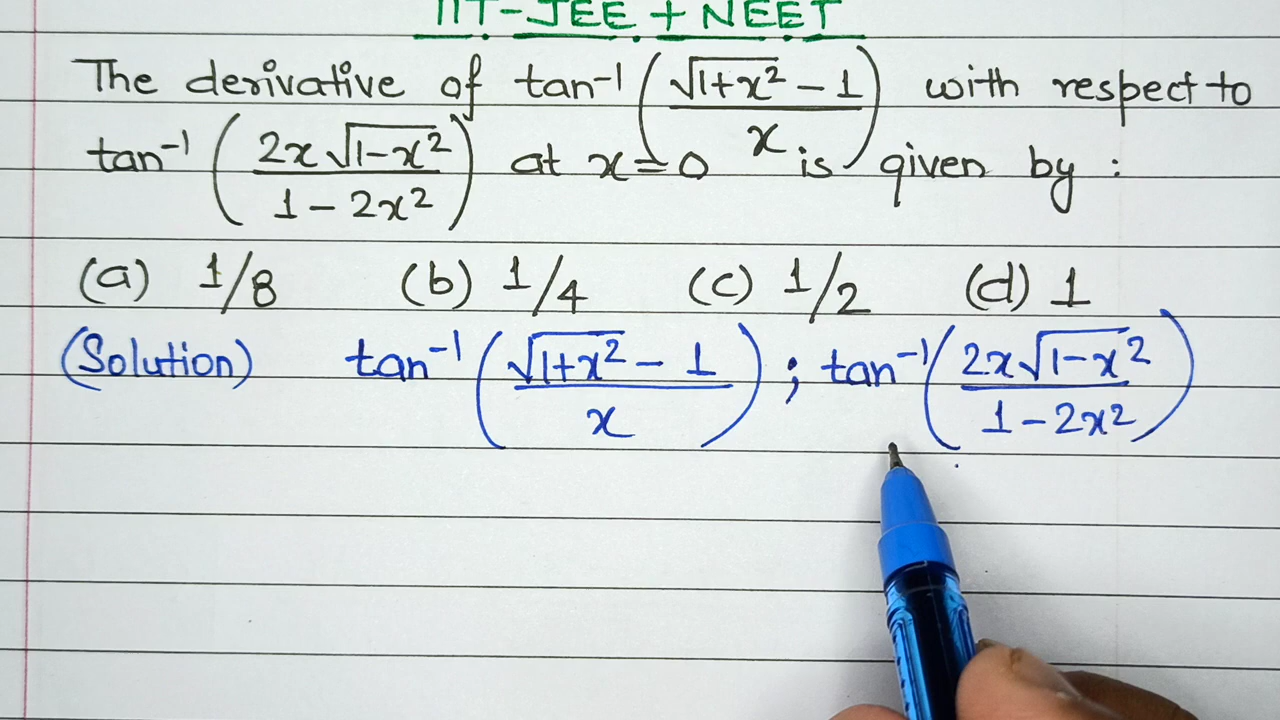 IIT-JEE + NEET
The derivative of tan⁻¹((√(1+x²) - 1)/x) with respect to
tan⁻¹((2x√(1-x²))/(1-2x²)) at x=0 is given by :
(a) 1/8 (b) 1/4 (c) 1/2 (d) 1
(Solution) tan⁻¹((√(1+x²) - 1)/x) ; tan⁻¹((2x√(1-x²))/(1-2x²))